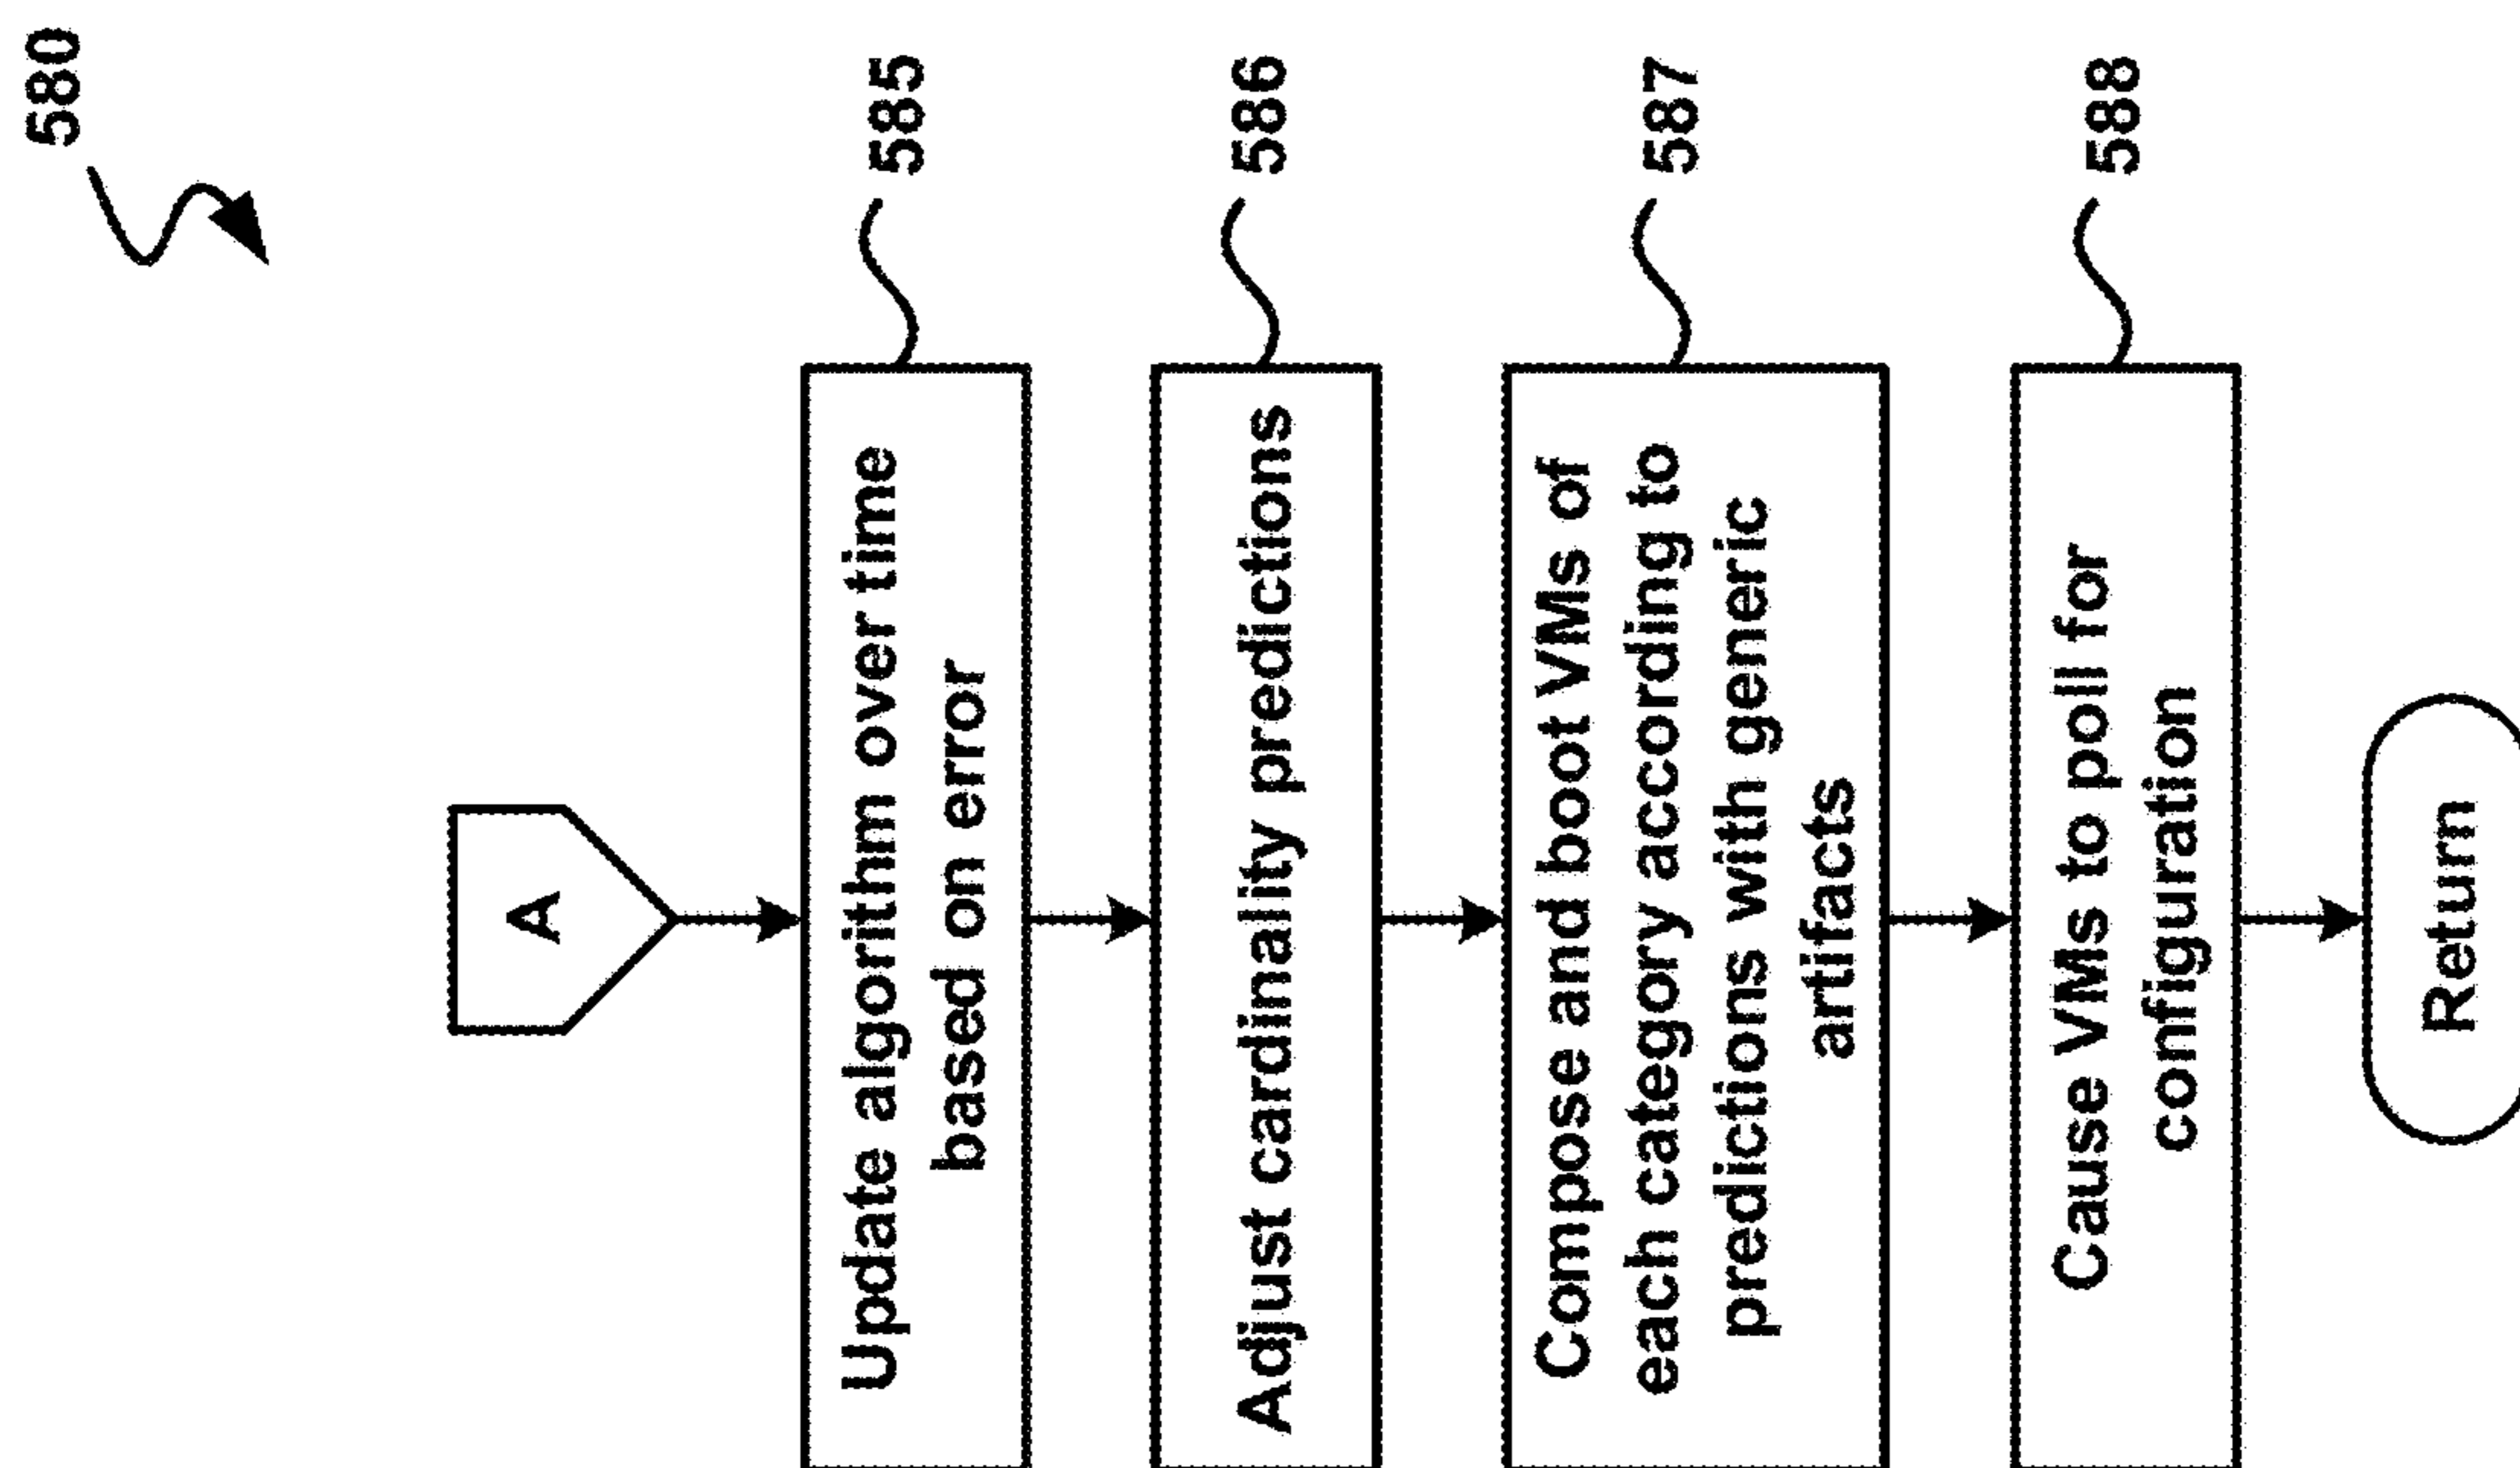 580
A
Update algorithm over time
based on error
585
Adjust cardinality predictions
586
Compose and boot VMs of
each category according to
predictions with generic
artifacts
587
Cause VMs to poll for
configuration
588
Return